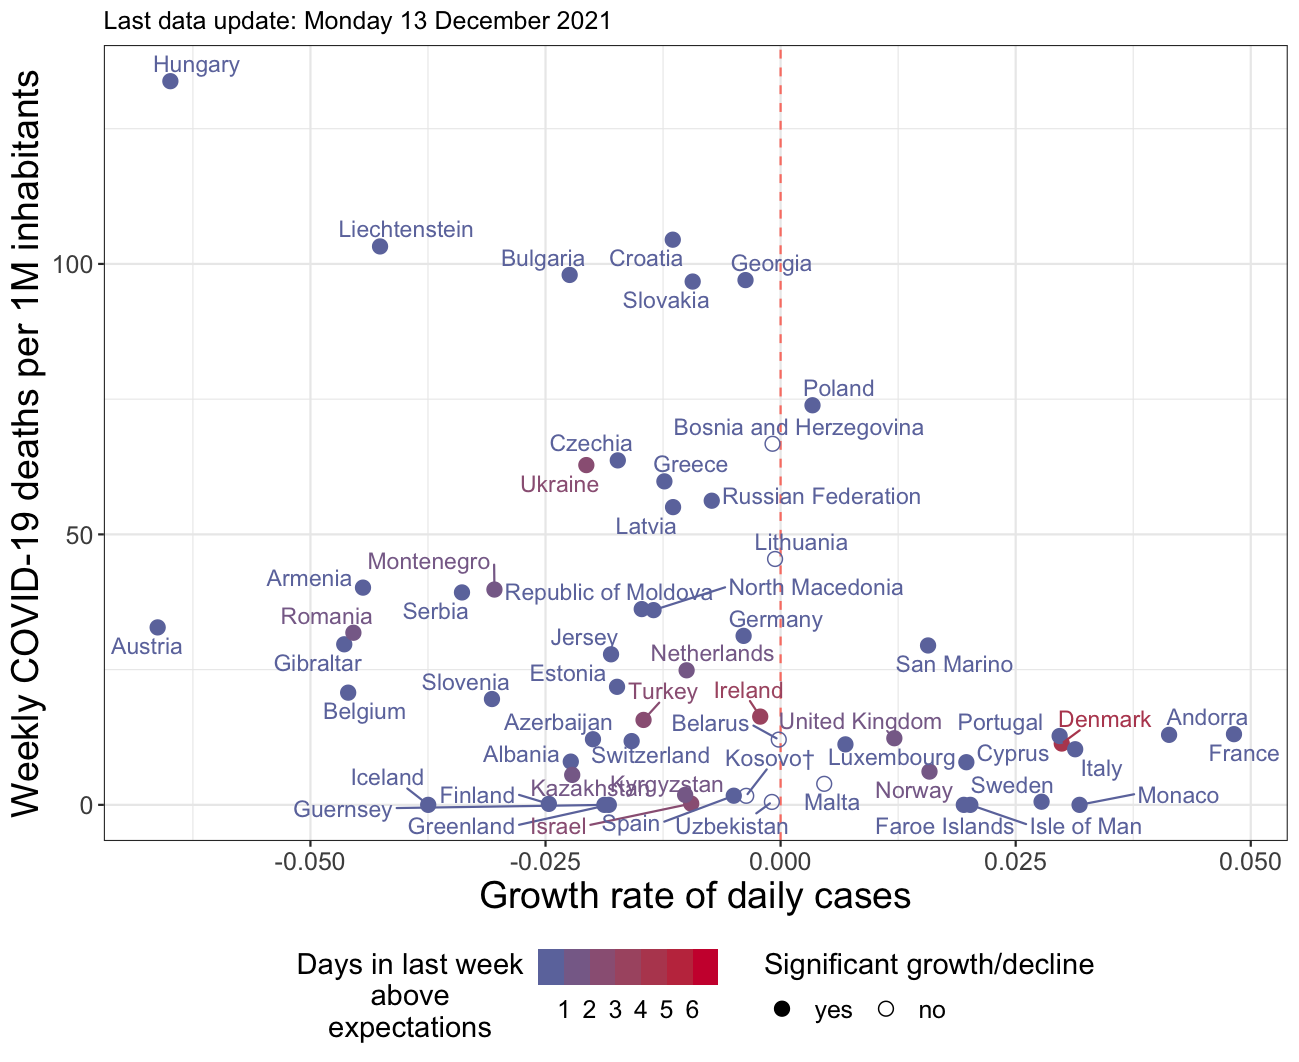 Last data update: Monday 13 December 2021
Weekly COVID-19 deaths per 1M inhabitants
100
50
0
Hungary
Liechtenstein
Bulgaria
Croatia
Georgia
Slovakia
Poland
Bosnia and Herzegovina
Czechia
Greece
Ukraine
Russian Federation
Latvia
Lithuania
Montenegro
Armenia
Republic of Moldova
North Macedonia
Serbia
Romania
Germany
Austria
Jersey
Netherlands
Gibraltar
San Marino
Estonia
Slovenia
Turkey
Ireland
Belgium
Azerbaijan
Belarus
United Kingdom
Portugal
Denmark
Andorra
Albania
Switzerland
Kosovo†
Luxembourg
Cyprus
France
Italy
Iceland
Kazakhstan
Kyrgyzstan
Norway
Sweden
Finland
Monaco
Guernsey
Malta
Greenland
Israel
Spain
Uzbekistan
Faroe Islands
Isle of Man
-0.050
-0.025
0.000
0.025
0.050
Growth rate of daily cases
Days in last week
above
expectations
1 2 3 4 5 6
Significant growth/decline
yes
no